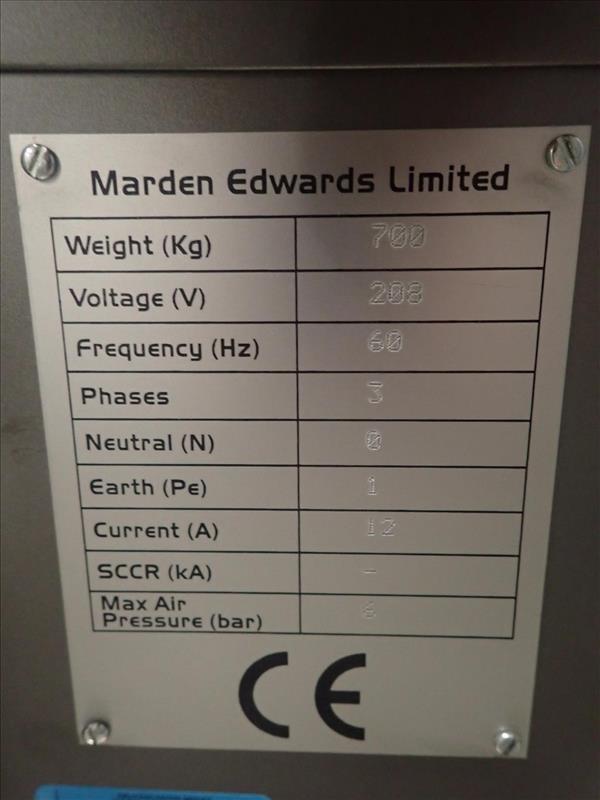 Marden Edwards Limited
Weight (Kg) 700
Voltage (V) 208
Frequency (Hz) 60
Phases 3
Neutral (N) 0
Earth (Pe) 1
Current (A) 12
SCCR (kA) -
Max Air
Pressure (bar) 6
CE